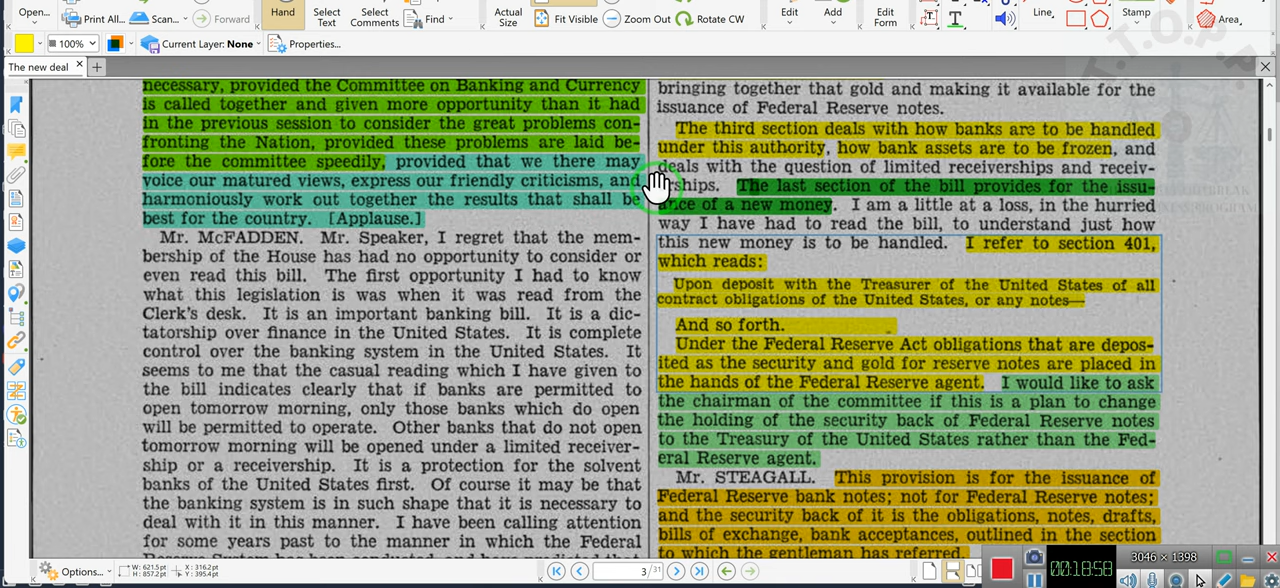 Open...
Print All...
Scan...
Forward
Hand
Select
Text
Select
Comments
Find
Actual
Size
Fit Visible
Zoom Out
Rotate CW
Edit
Add
Edit
Form
Line,
Stamp
Area,
100%
Current Layer: None
Properties...
The new deal
T.O.P.P.
necessary, provided the Committee on Banking and Currency
is called together and given more opportunity than it had
in the previous session to consider the great problems con-
fronting the Nation, provided these problems are laid be-
fore the committee speedily, provided that we there may
voice our matured views, express our friendly criticisms, and
harmoniously work out together the results that shall be
best for the country. [Applause.]
Mr. McFADDEN. Mr. Speaker, I regret that the mem-
bership of the House has had no opportunity to consider or
even read this bill. The first opportunity I had to know
what this legislation is was when it was read from the
Clerk's desk. It is an important banking bill. It is a dic-
tatorship over finance in the United States. It is complete
control over the banking system in the United States. It
seems to me that the casual reading which I have given to
the bill indicates clearly that if banks are permitted to
open tomorrow morning, only those banks which do open
will be permitted to operate. Other banks that do not open
tomorrow morning will be opened under a limited receiver-
ship or a receivership. It is a protection for the solvent
banks of the United States first. Of course it may be that
the banking system is in such shape that it is necessary to
deal with it in this manner. I have been calling attention
for some years past to the manner in which the Federal
bringing together that gold and making it available for the
issuance of Federal Reserve notes.
The third section deals with how banks are to be handled
under this authority, how bank assets are to be frozen, and
deals with the question of limited receiverships and receiv-
erships. The last section of the bill provides for the issu-
ance of a new money. I am a little at a loss, in the hurried
way I have had to read the bill, to understand just how
this new money is to be handled. I refer to section 401,
which reads:
Upon deposit with the Treasurer of the United States of all
contract obligations of the United States, or any notes—
And so forth.
Under the Federal Reserve Act obligations that are depos-
ited as the security and gold for reserve notes are placed in
the hands of the Federal Reserve agent. I would like to ask
the chairman of the committee if this is a plan to change
the holding of the security back of Federal Reserve notes
to the Treasury of the United States rather than the Fed-
eral Reserve agent.
Mr. STEAGALL. This provision is for the issuance of
Federal Reserve bank notes; not for Federal Reserve notes;
and the security back of it is the obligations, notes, drafts,
bills of exchange, bank acceptances, outlined in the section
to which the gentleman has referred.
Options...
W: 621.5pt
H: 857.2pt
X: 316.2pt
Y: 395.4pt
3 / 31
00:18:58
3046 × 1398